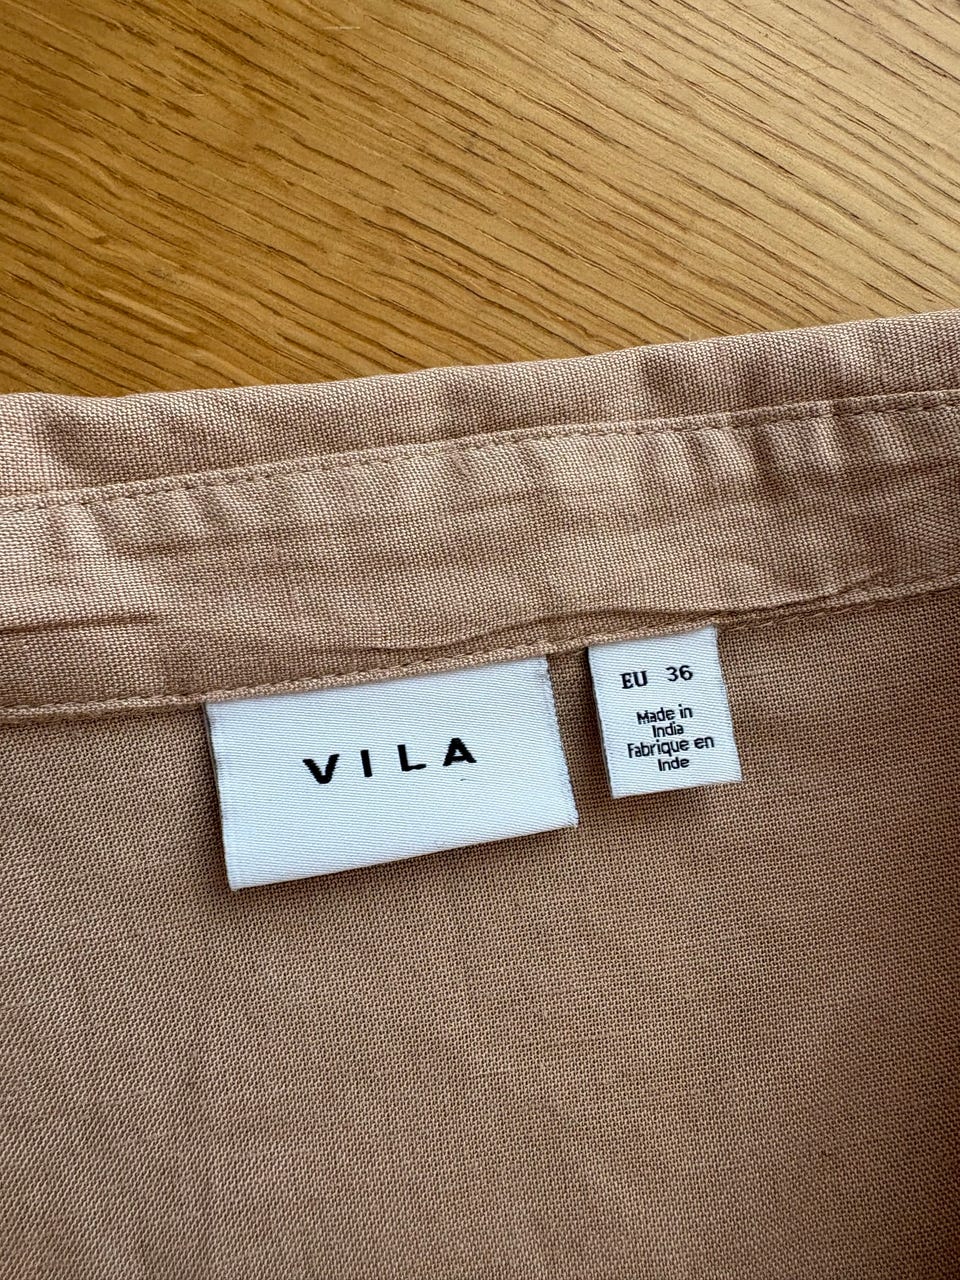 VILA
EU 36
Made in
India
Fabrique en
Inde